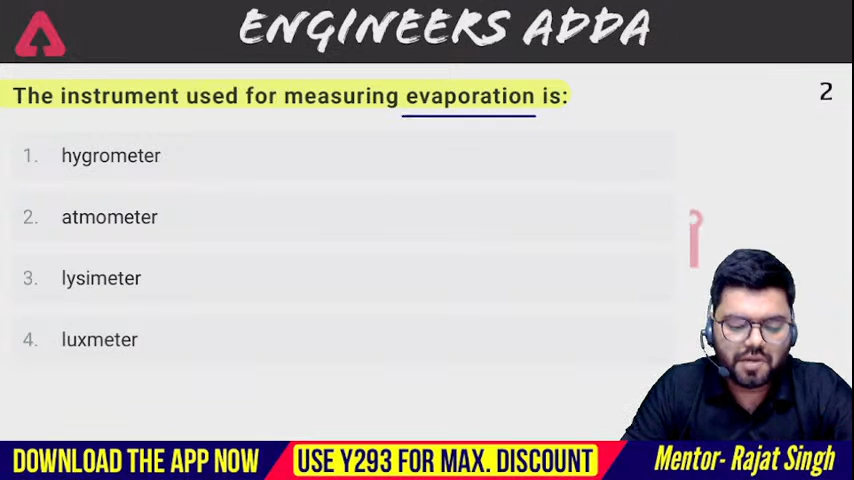 ENGINEERS ADDA
The instrument used for measuring evaporation is:
2
1. hygrometer
2. atmometer
3. lysimeter
4. luxmeter
DOWNLOAD THE APP NOW
USE Y293 FOR MAX. DISCOUNT
Mentor- Rajat Singh